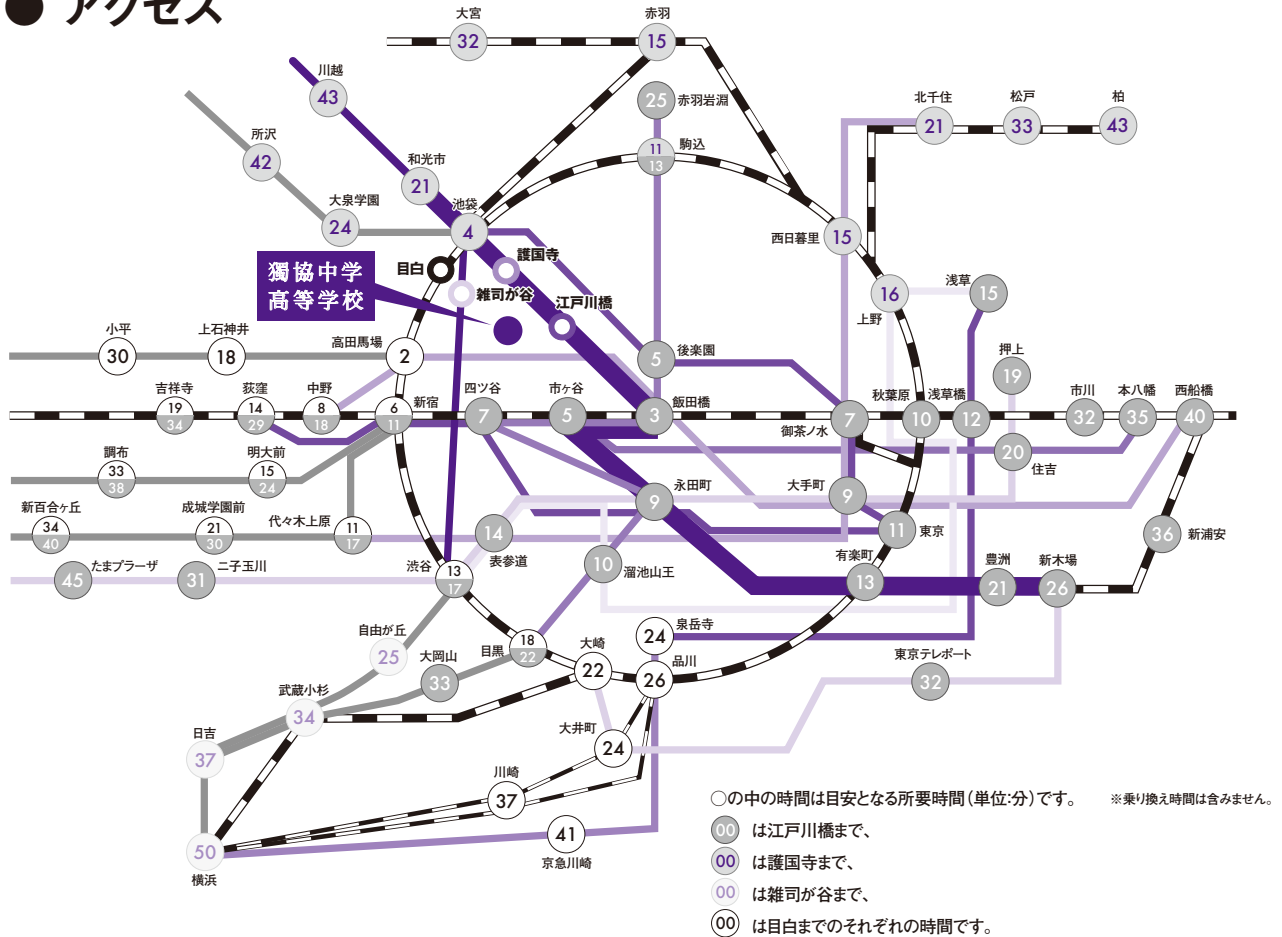 アクセス
大宮
32
赤羽
15
川越
43
25
赤羽岩淵
北千住
21
松戸
33
柏
43
所沢
42
和光市
21
11
13
駒込
大泉学園
24
池袋
4
西日暮里
15
目白
護国寺
獨協中学
高等学校
雑司が谷
江戸川橋
16
上野
浅草
15
小平
30
上石神井
18
高田馬場
2
5
後楽園
押上
19
吉祥寺
19
34
荻窪
14
29
中野
8
18
新宿
6
11
四ツ谷
7
市ヶ谷
5
3
飯田橋
7
御茶ノ水
秋葉原
10
浅草橋
12
市川
32
本八幡
35
西船橋
40
調布
33
38
明大前
15
24
20
住吉
新百合ヶ丘
34
40
成城学園前
21
30
代々木上原
11
17
14
表参道
9
永田町
大手町
9
11
東京
36
新浦安
45
たまプラーザ
31
二子玉川
渋谷
13
17
10
溜池山王
有楽町
13
豊洲
21
新木場
26
自由が丘
25
大岡山
33
目黒
18
22
大崎
22
24
泉岳寺
品川
26
東京テレポート
32
武蔵小杉
34
日吉
37
大井町
24
川崎
37
41
京急川崎
50
横浜
○の中の時間は目安となる所要時間(単位:分)です。 ※乗り換え時間は含みません。
00 は江戸川橋まで、
00 は護国寺まで、
00 は雑司が谷まで、
00 は目白までのそれぞれの時間です。